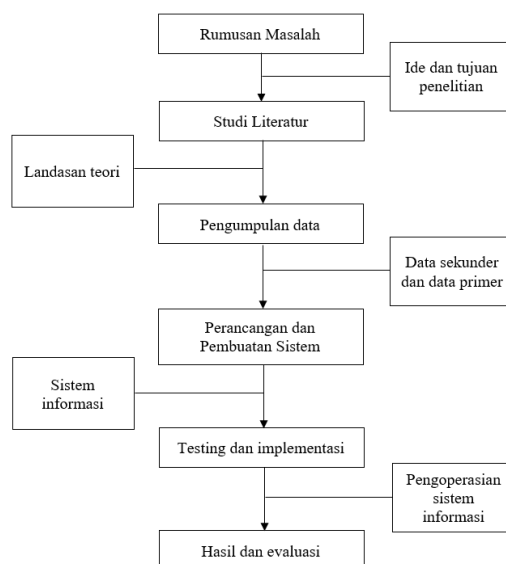 Rumusan Masalah
Ide dan tujuan
penelitian
Studi Literatur
Landasan teori
Pengumpulan data
Data sekunder
dan data primer
Perancangan dan
Pembuatan Sistem
Sistem
informasi
Testing dan implementasi
Pengoperasian
sistem
informasi
Hasil dan evaluasi